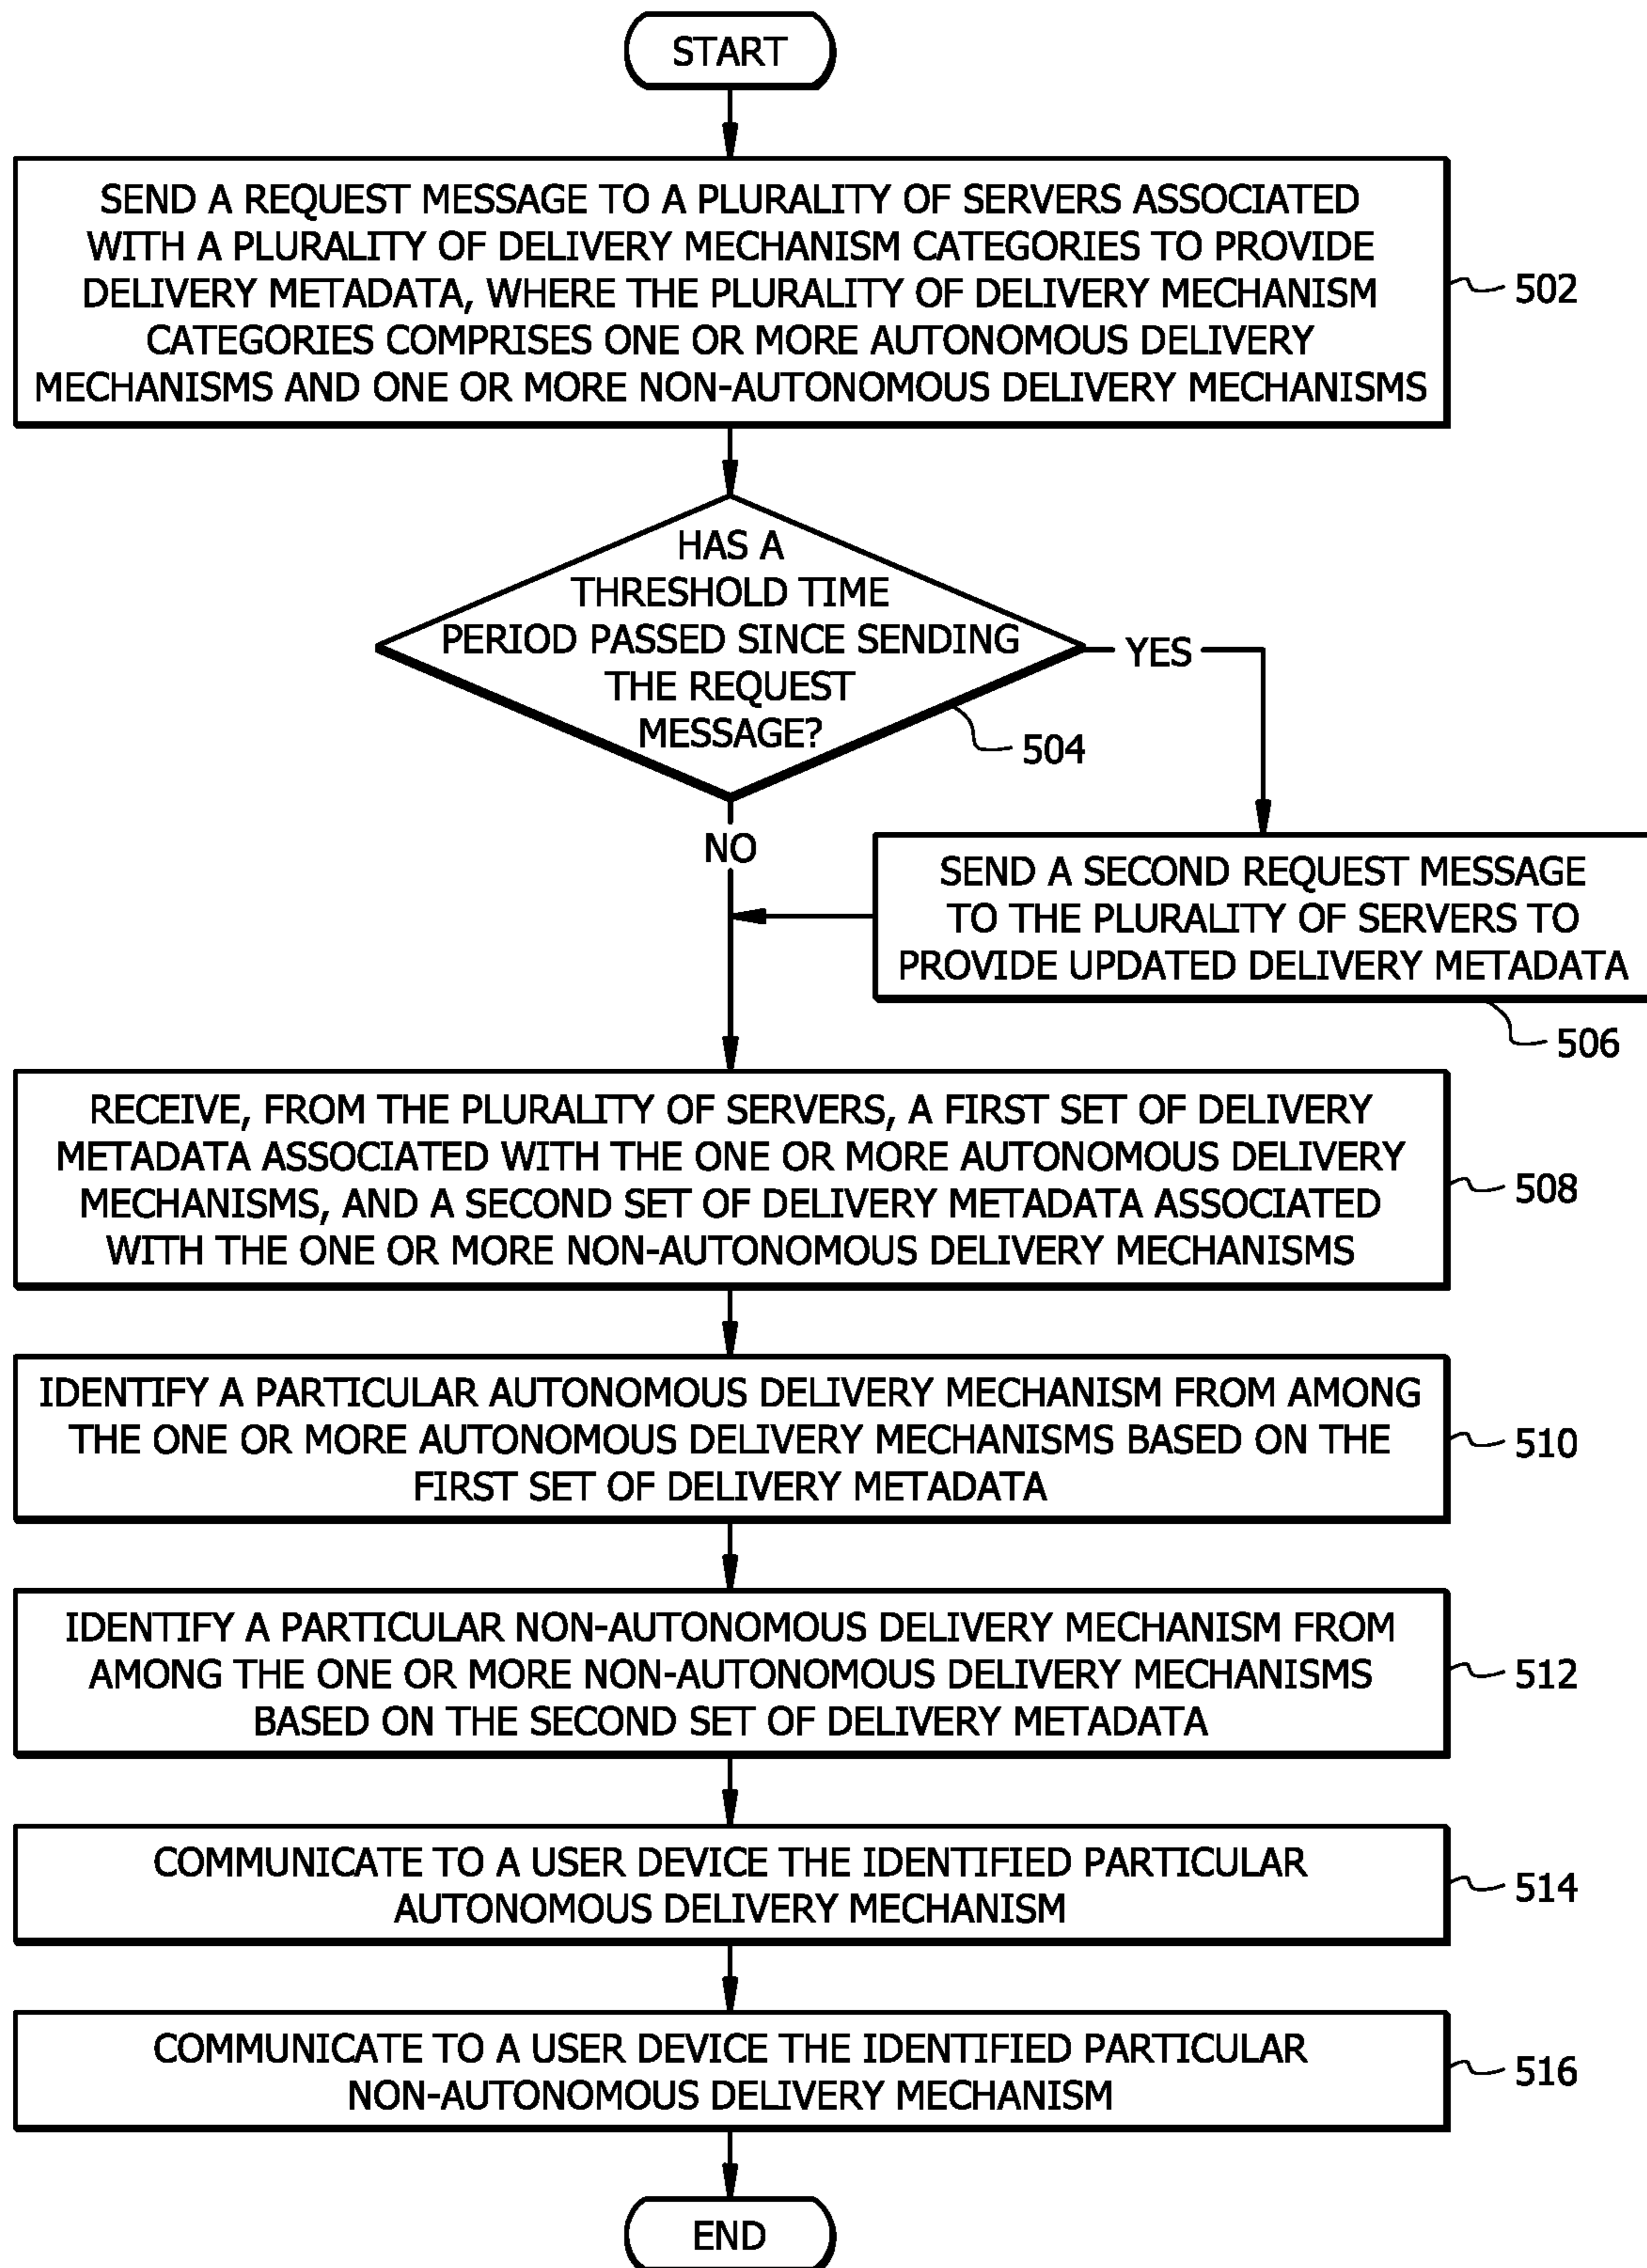 START
SEND A REQUEST MESSAGE TO A PLURALITY OF SERVERS ASSOCIATED
WITH A PLURALITY OF DELIVERY MECHANISM CATEGORIES TO PROVIDE
DELIVERY METADATA, WHERE THE PLURALITY OF DELIVERY MECHANISM
CATEGORIES COMPRISES ONE OR MORE AUTONOMOUS DELIVERY
MECHANISMS AND ONE OR MORE NON-AUTONOMOUS DELIVERY MECHANISMS
502
HAS A
THRESHOLD TIME
PERIOD PASSED SINCE SENDING
THE REQUEST
MESSAGE?
YES
504
NO
SEND A SECOND REQUEST MESSAGE
TO THE PLURALITY OF SERVERS TO
PROVIDE UPDATED DELIVERY METADATA
506
RECEIVE, FROM THE PLURALITY OF SERVERS, A FIRST SET OF DELIVERY
METADATA ASSOCIATED WITH THE ONE OR MORE AUTONOMOUS DELIVERY
MECHANISMS, AND A SECOND SET OF DELIVERY METADATA ASSOCIATED
WITH THE ONE OR MORE NON-AUTONOMOUS DELIVERY MECHANISMS
508
IDENTIFY A PARTICULAR AUTONOMOUS DELIVERY MECHANISM FROM AMONG
THE ONE OR MORE AUTONOMOUS DELIVERY MECHANISMS BASED ON THE
FIRST SET OF DELIVERY METADATA
510
IDENTIFY A PARTICULAR NON-AUTONOMOUS DELIVERY MECHANISM FROM
AMONG THE ONE OR MORE NON-AUTONOMOUS DELIVERY MECHANISMS
BASED ON THE SECOND SET OF DELIVERY METADATA
512
COMMUNICATE TO A USER DEVICE THE IDENTIFIED PARTICULAR
AUTONOMOUS DELIVERY MECHANISM
514
COMMUNICATE TO A USER DEVICE THE IDENTIFIED PARTICULAR
NON-AUTONOMOUS DELIVERY MECHANISM
516
END